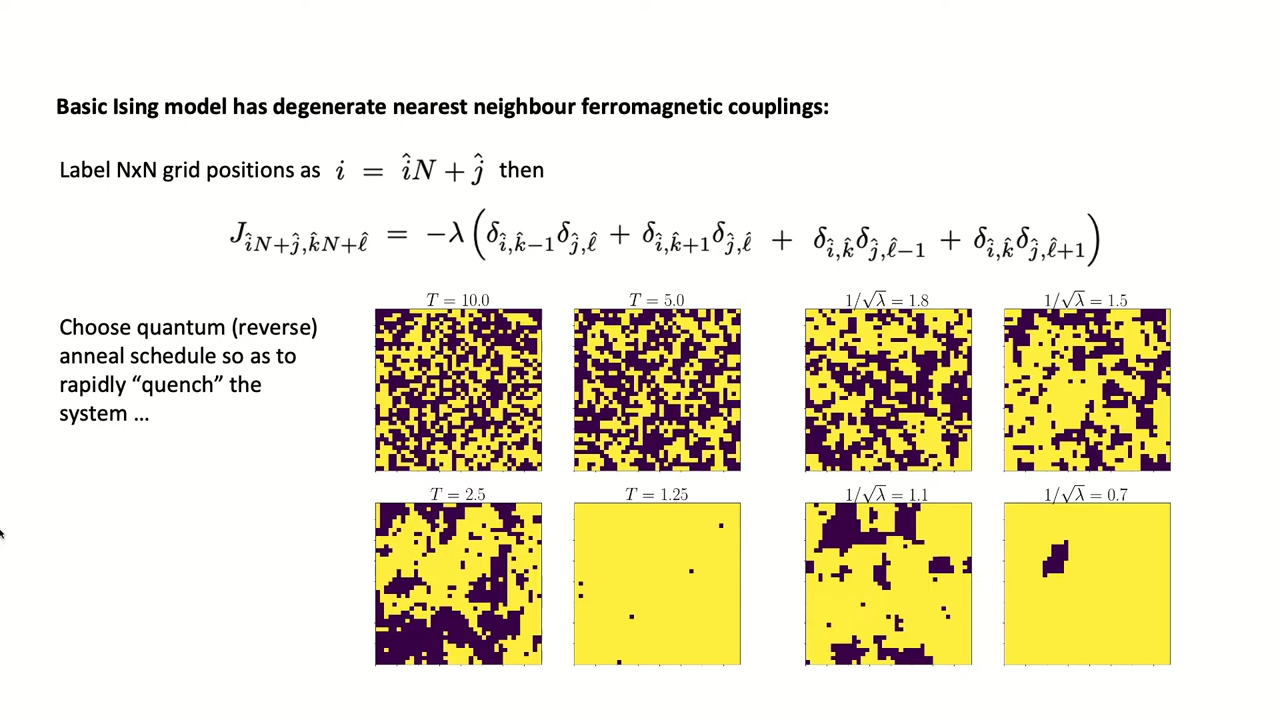 Basic Ising model has degenerate nearest neighbour ferromagnetic couplings:
Label NxN grid positions as i = îN + ĵ then
J_{îN+ĵ,k̂N+ℓ̂} = −λ(δ_{î,k̂−1}δ_{ĵ,ℓ̂} + δ_{î,k̂+1}δ_{ĵ,ℓ̂} + δ_{î,k̂}δ_{ĵ,ℓ̂−1} + δ_{î,k̂}δ_{ĵ,ℓ̂+1})
Choose quantum (reverse)
anneal schedule so as to
rapidly “quench” the
system ...
T = 10.0 T = 5.0 1/√λ = 1.8 1/√λ = 1.5
T = 2.5 T = 1.25 1/√λ = 1.1 1/√λ = 0.7